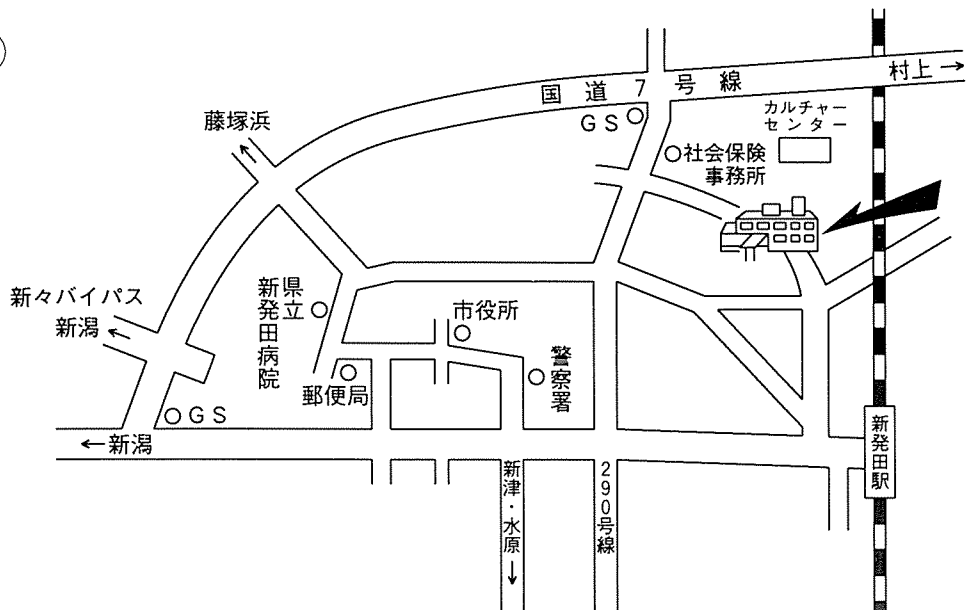 国道7号線
村上→
カルチャー
センター
GS
藤塚浜
社会保険
事務所
新々バイパス
新潟
県立
新発田病院
市役所
警察署
郵便局
GS
←新潟
新発田駅
新津・水原
290号線